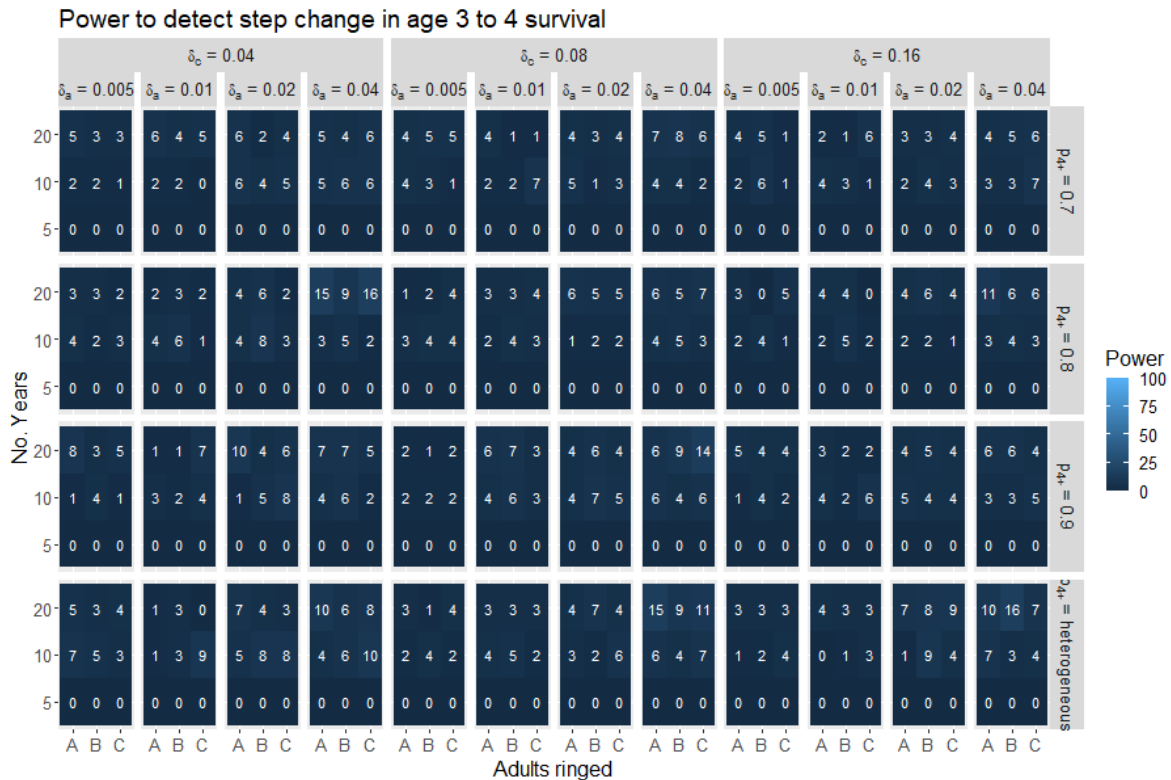 Power to detect step change in age 3 to 4 survival
δc = 0.04 δc = 0.08 δc = 0.16
δa = 0.005 δa = 0.01 δa = 0.02 δa = 0.04 δa = 0.005 δa = 0.01 δa = 0.02 δa = 0.04 δa = 0.005 δa = 0.01 δa = 0.02 δa = 0.04
20 5 3 3 6 4 5 6 2 4 5 4 6 4 5 5 4 1 1 4 3 4 7 8 6 4 5 1 2 1 6 3 3 4 4 5 6
10 2 2 1 2 2 0 6 4 5 5 6 6 4 3 1 2 2 7 5 1 3 4 4 2 2 6 1 4 3 1 2 4 3 3 3 7
5 0 0 0 0 0 0 0 0 0 0 0 0 0 0 0 0 0 0 0 0 0 0 0 0 0 0 0 0 0 0 0 0 0 0 0 0
p4+ = 0.7
20 3 3 2 2 3 2 4 6 2 15 9 16 1 2 4 3 3 4 6 5 5 6 5 7 3 0 5 4 4 0 4 6 4 11 6 6
10 4 2 3 4 6 1 4 8 3 3 5 2 3 4 4 2 4 3 1 2 2 4 5 3 2 4 1 2 5 2 2 2 1 3 4 3
5 0 0 0 0 0 0 0 0 0 0 0 0 0 0 0 0 0 0 0 0 0 0 0 0 0 0 0 0 0 0 0 0 0 0 0 0
p4+ = 0.8
20 8 3 5 1 1 7 10 4 6 7 7 5 2 1 2 6 7 3 4 6 4 6 9 14 5 4 4 3 2 2 4 5 4 6 6 4
10 1 4 1 3 2 4 1 5 8 4 6 2 2 2 2 4 6 3 4 7 5 6 4 6 1 4 2 4 2 6 5 4 4 3 3 5
5 0 0 0 0 0 0 0 0 0 0 0 0 0 0 0 0 0 0 0 0 0 0 0 0 0 0 0 0 0 0 0 0 0 0 0 0
p4+ = 0.9
20 5 3 4 1 3 0 7 4 3 10 6 8 3 1 4 3 3 3 4 7 4 15 9 11 3 3 3 4 3 3 7 8 9 10 16 7
10 7 5 3 1 3 9 5 8 8 4 6 10 2 4 2 4 5 2 3 2 6 6 4 7 1 2 4 0 1 3 1 9 4 7 3 4
5 0 0 0 0 0 0 0 0 0 0 0 0 0 0 0 0 0 0 0 0 0 0 0 0 0 0 0 0 0 0 0 0 0 0 0 0
p4+ = heterogeneous
A B C A B C A B C A B C A B C A B C A B C A B C A B C A B C A B C A B C
Adults ringed
No. Years
Power
100
75
50
25
0